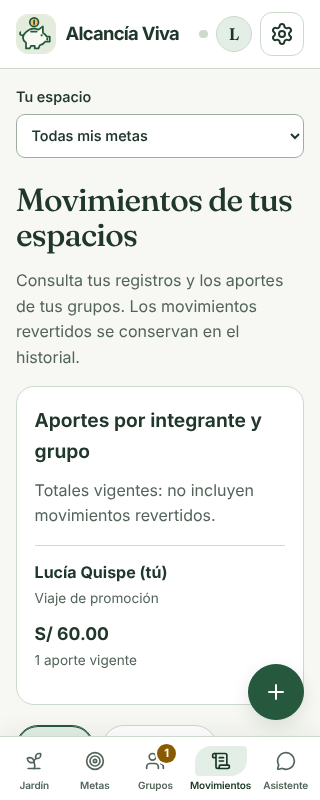 Alcancía Viva
L
Tu espacio
Todas mis metas
Movimientos de tus
espacios
Consulta tus registros y los aportes
de tus grupos. Los movimientos
revertidos se conservan en el
historial.
Aportes por integrante y
grupo
Totales vigentes: no incluyen
movimientos revertidos.
Lucía Quispe (tú)
Viaje de promoción
S/ 60.00
1 aporte vigente
1
Jardín
Metas
Grupos
Movimientos
Asistente